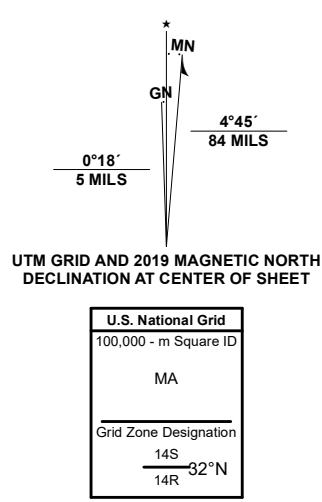 ★
MN
GN
4°45´
84 MILS
0°18´
5 MILS
UTM GRID AND 2019 MAGNETIC NORTH
DECLINATION AT CENTER OF SHEET
U.S. National Grid
100,000 - m Square ID
MA
Grid Zone Designation
14S
32°N
14R